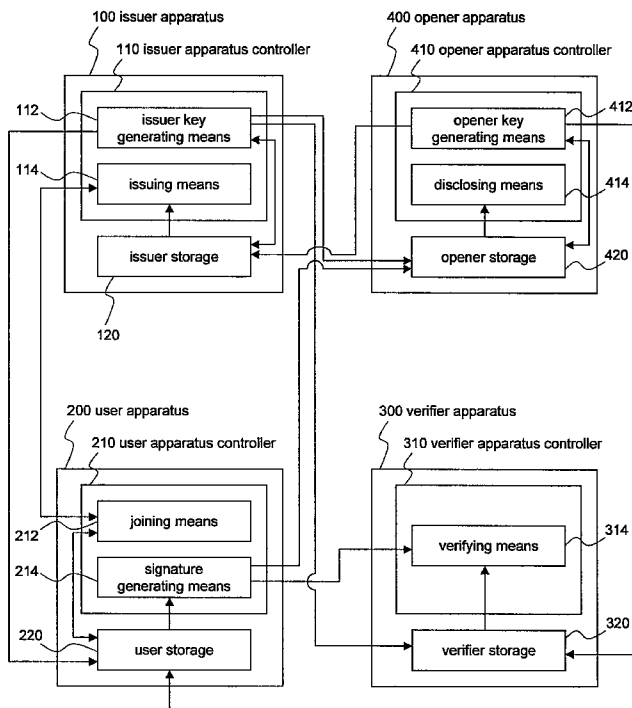 100 issuer apparatus
110 issuer apparatus controller
112
issuer key
generating means
114
issuing means
issuer storage
120
400 opener apparatus
410 opener apparatus controller
412
opener key
generating means
disclosing means
414
opener storage
420
200 user apparatus
210 user apparatus controller
joining means
212
signature
generating means
214
220
user storage
300 verifier apparatus
310 verifier apparatus controller
verifying means
314
320
verifier storage